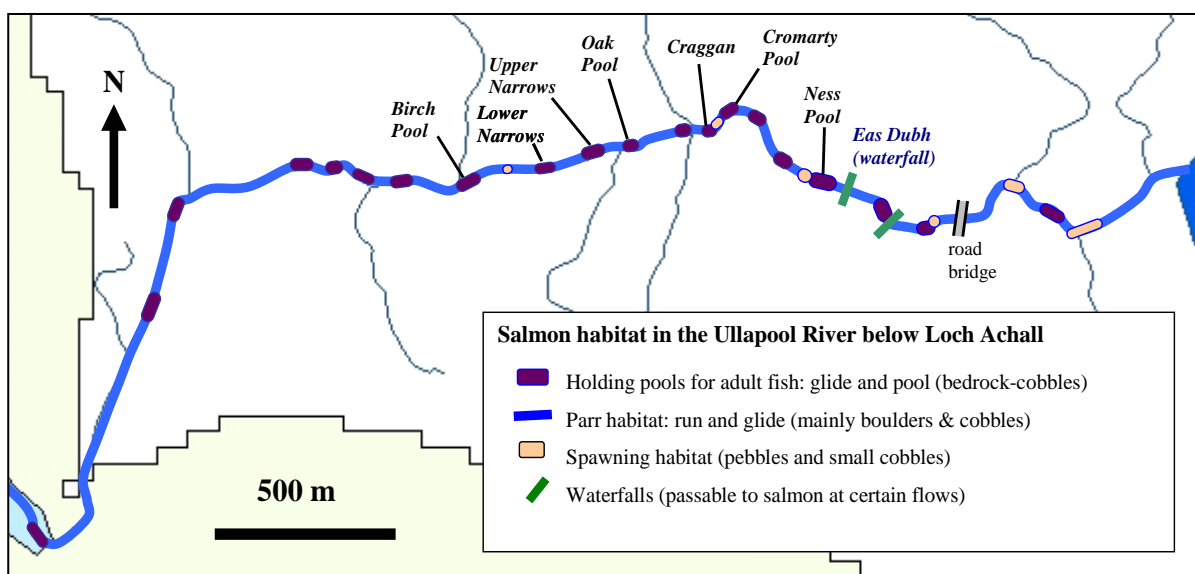 N
Birch
Pool
Upper
Narrows
Lower
Narrows
Oak
Pool
Craggan
Cromarty
Pool
Ness
Pool
Eas Dubh
(waterfall)
road
bridge
500 m
Salmon habitat in the Ullapool River below Loch Achall
Holding pools for adult fish: glide and pool (bedrock-cobbles)
Parr habitat: run and glide (mainly boulders & cobbles)
Spawning habitat (pebbles and small cobbles)
Waterfalls (passable to salmon at certain flows)